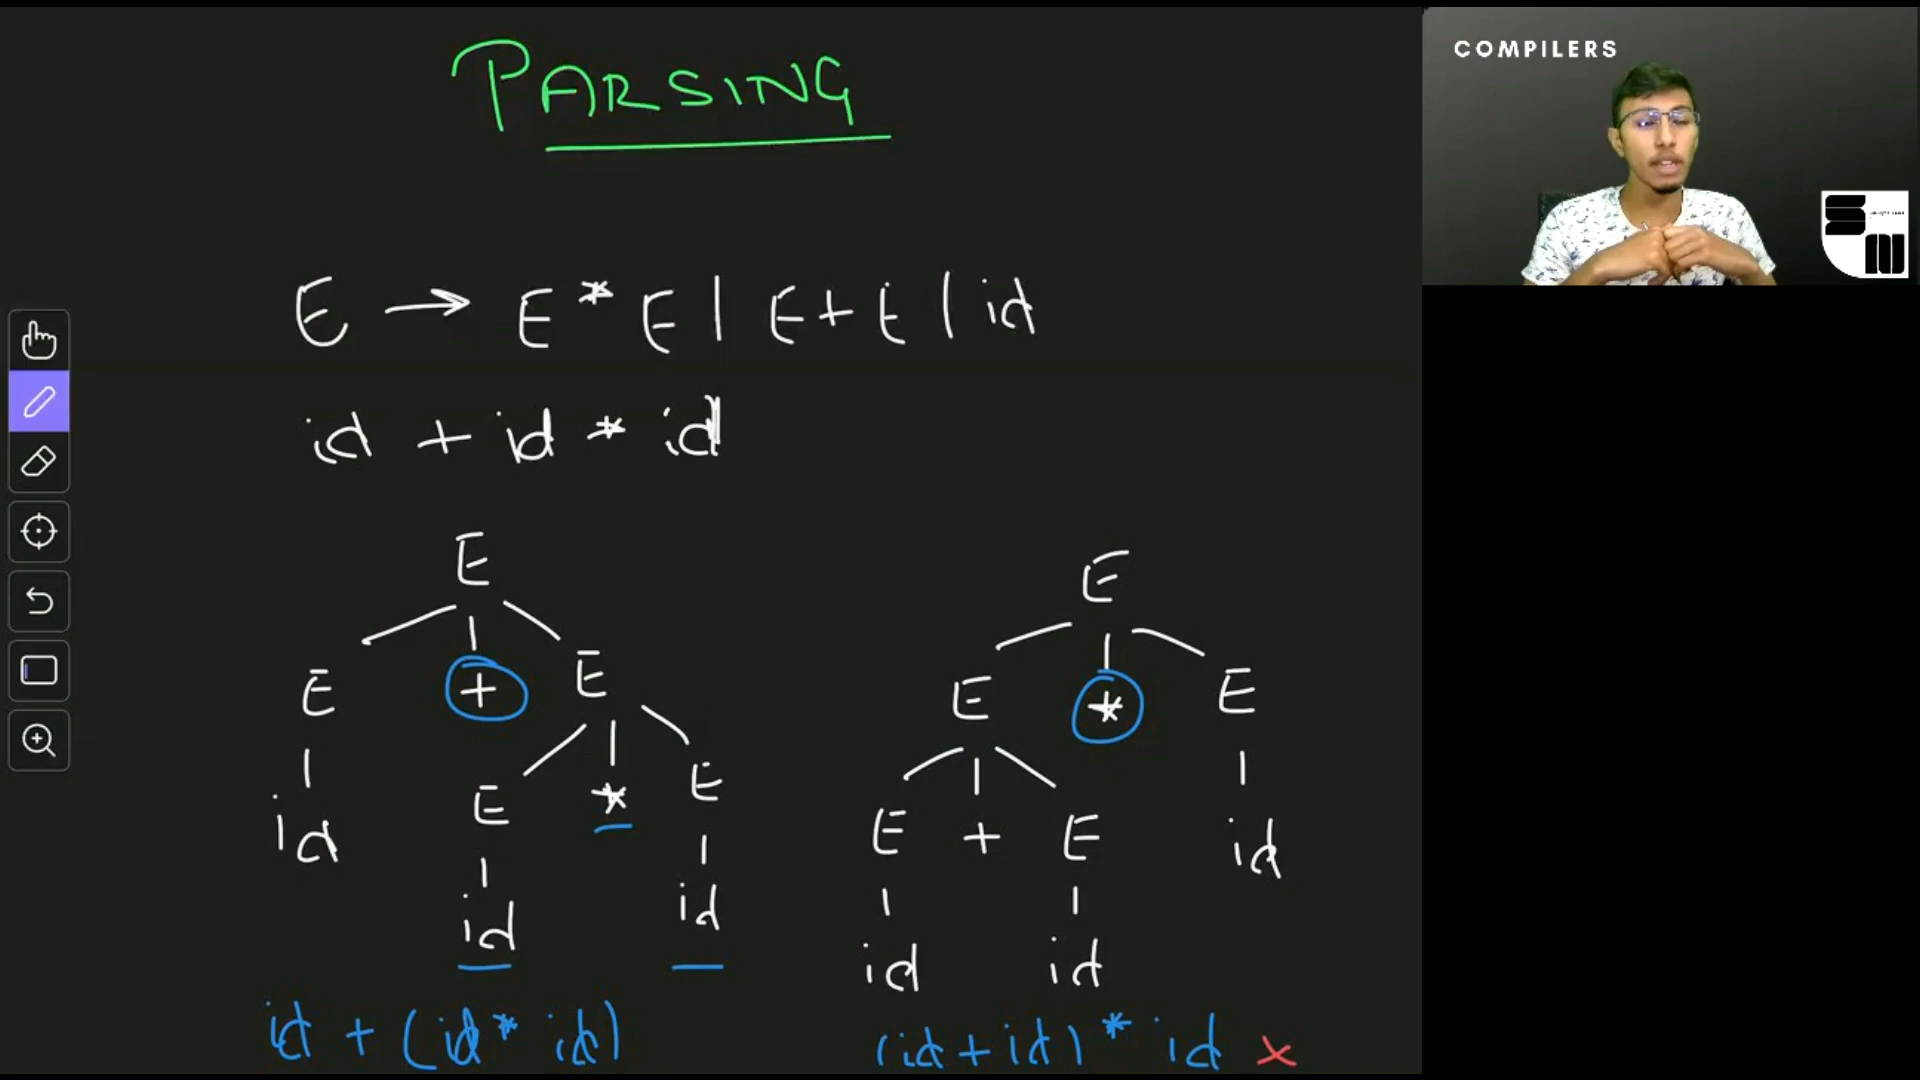 PARSING
COMPILERS
E → E * E | E + E | id
id + id * id
E
E + E
id E * E
id id
E
E * E
E + E id
id id
id + (id * id)
(id + id) * id ×